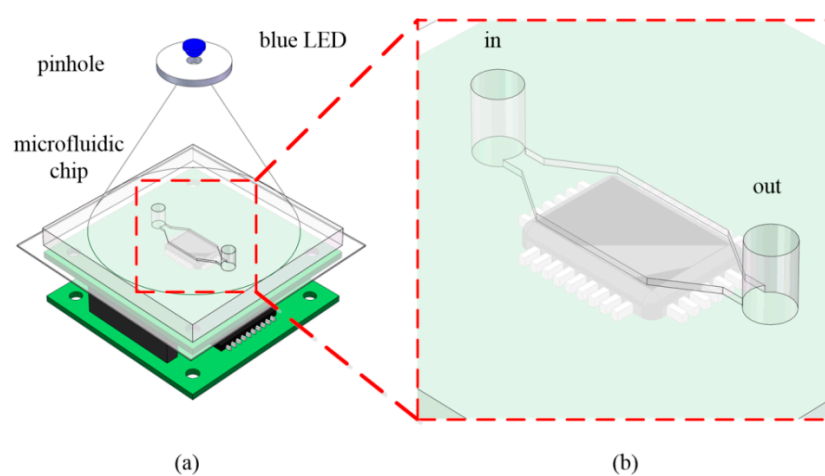 blue LED
pinhole
microfluidic
chip
in
out
(a)
(b)